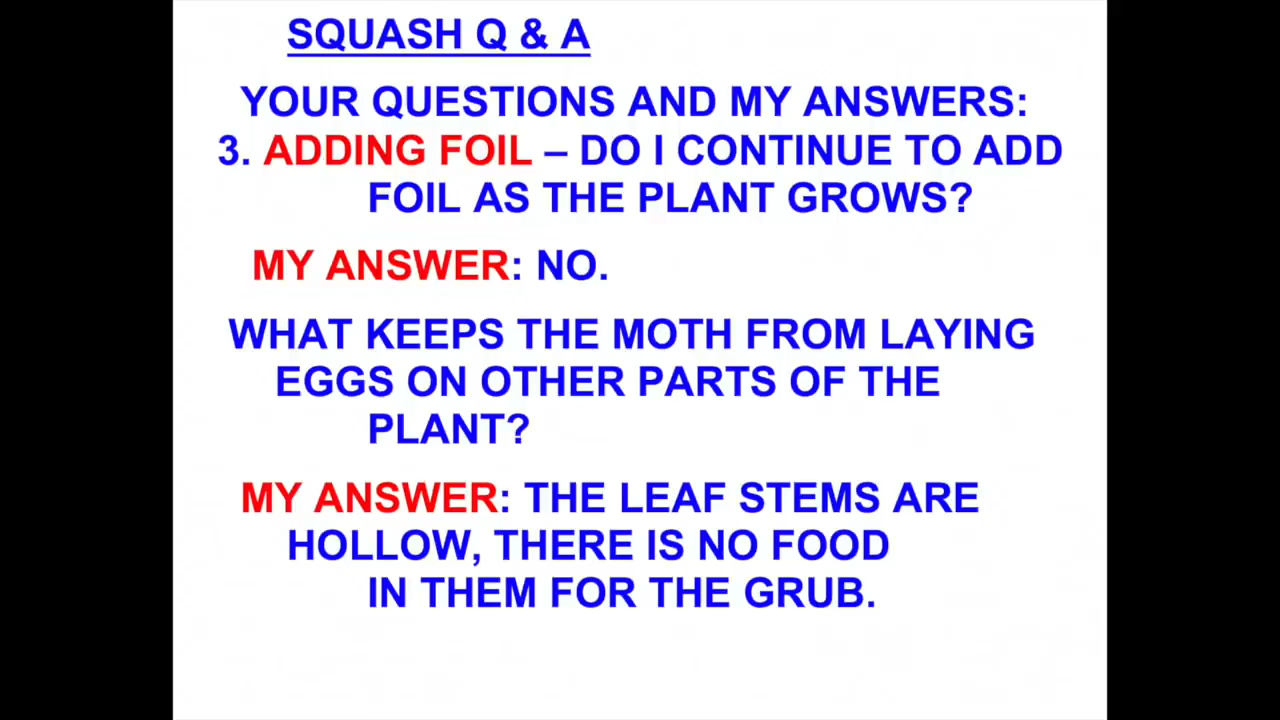 SQUASH Q & A
YOUR QUESTIONS AND MY ANSWERS:
3. ADDING FOIL – DO I CONTINUE TO ADD
FOIL AS THE PLANT GROWS?
MY ANSWER: NO.
WHAT KEEPS THE MOTH FROM LAYING
EGGS ON OTHER PARTS OF THE
PLANT?
MY ANSWER: THE LEAF STEMS ARE
HOLLOW, THERE IS NO FOOD
IN THEM FOR THE GRUB.